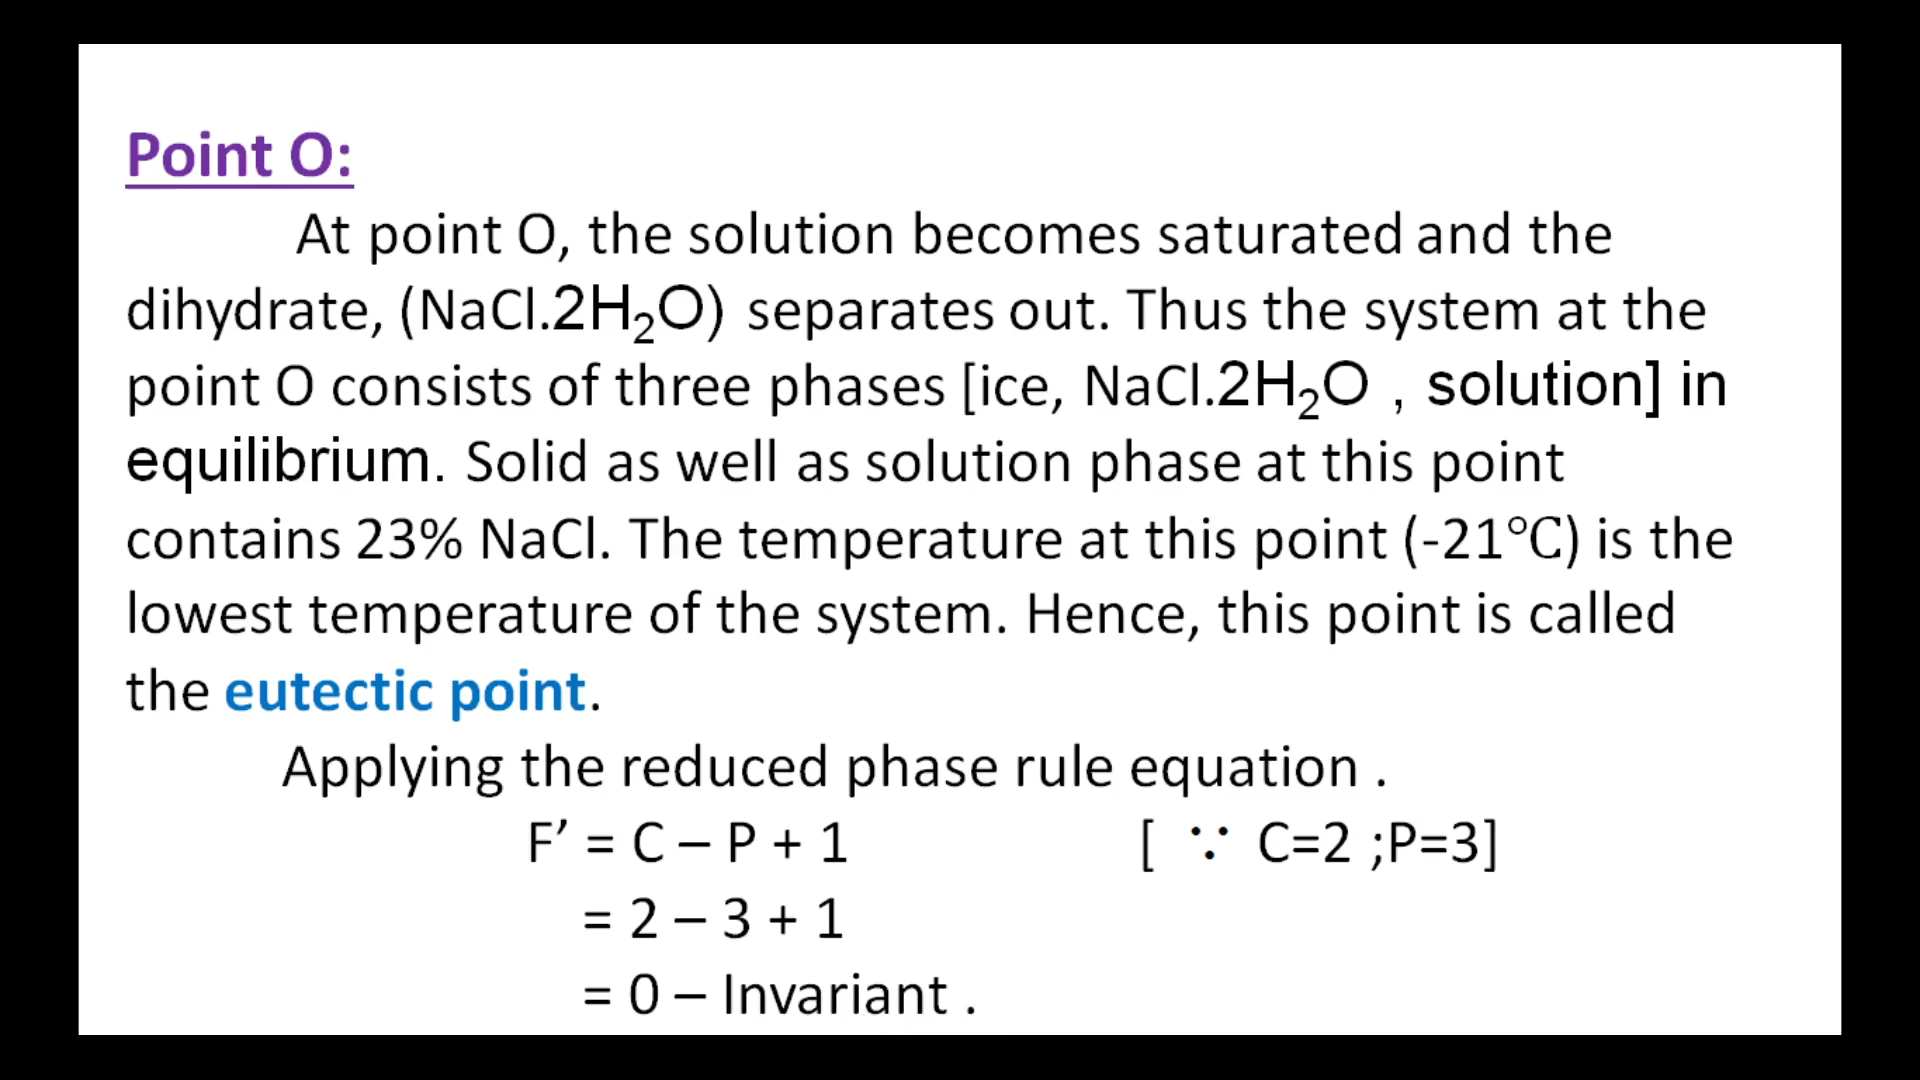 Point O:
At point O, the solution becomes saturated and the
dihydrate, (NaCl.2H₂O) separates out. Thus the system at the
point O consists of three phases [ice, NaCl.2H₂O , solution] in
equilibrium. Solid as well as solution phase at this point
contains 23% NaCl. The temperature at this point (-21°C) is the
lowest temperature of the system. Hence, this point is called
the eutectic point.
Applying the reduced phase rule equation .
F’ = C – P + 1 [ ∵ C=2 ;P=3]
= 2 – 3 + 1
= 0 – Invariant .